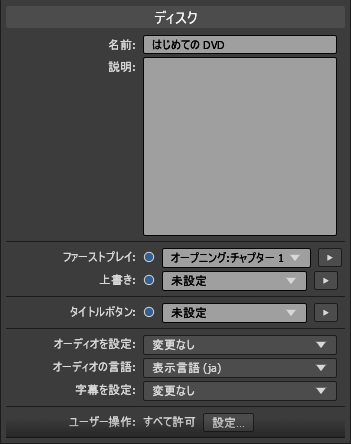 ディスク
名前: はじめての DVD
説明:
ファーストプレイ: オープニング:チャプター 1
上書き: 未設定
タイトルボタン: 未設定
オーディオを設定: 変更なし
オーディオの言語: 表示言語 (ja)
字幕を設定: 変更なし
ユーザー操作: すべて許可 設定...